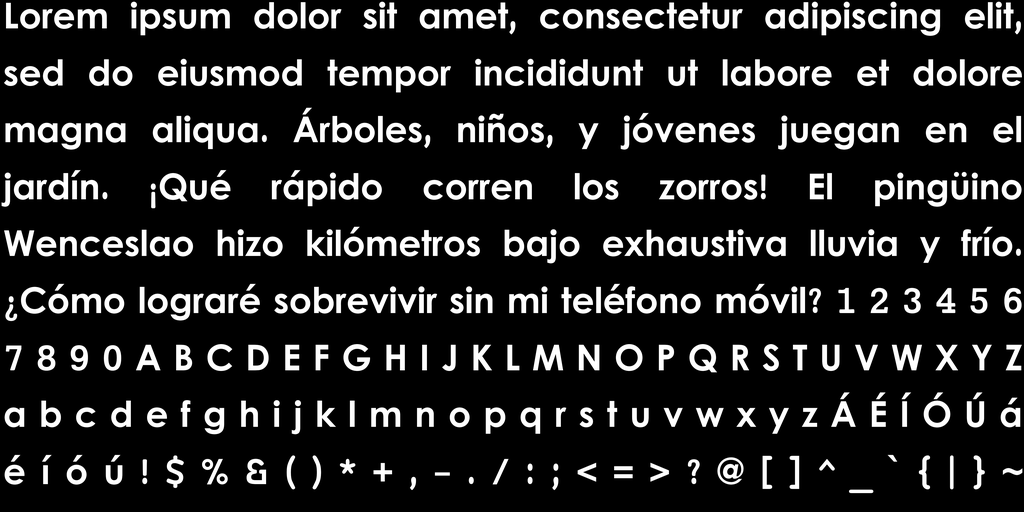 Lorem ipsum dolor sit amet, consectetur adipiscing elit,
sed do eiusmod tempor incididunt ut labore et dolore
magna aliqua. Árboles, niños, y jóvenes juegan en el
jardín. ¡Qué rápido corren los zorros! El pingüino
Wenceslao hizo kilómetros bajo exhaustiva lluvia y frío.
¿Cómo lograré sobrevivir sin mi teléfono móvil? 1 2 3 4 5 6
7 8 9 0 A B C D E F G H I J K L M N O P Q R S T U V W X Y Z
a b c d e f g h i j k l m n o p q r s t u v w x y z Á É Í Ó Ú á
é í ó ú ! $ % & ( ) * + , - . / : ; < = > ? @ [ ] ^ _ ` { | } ~